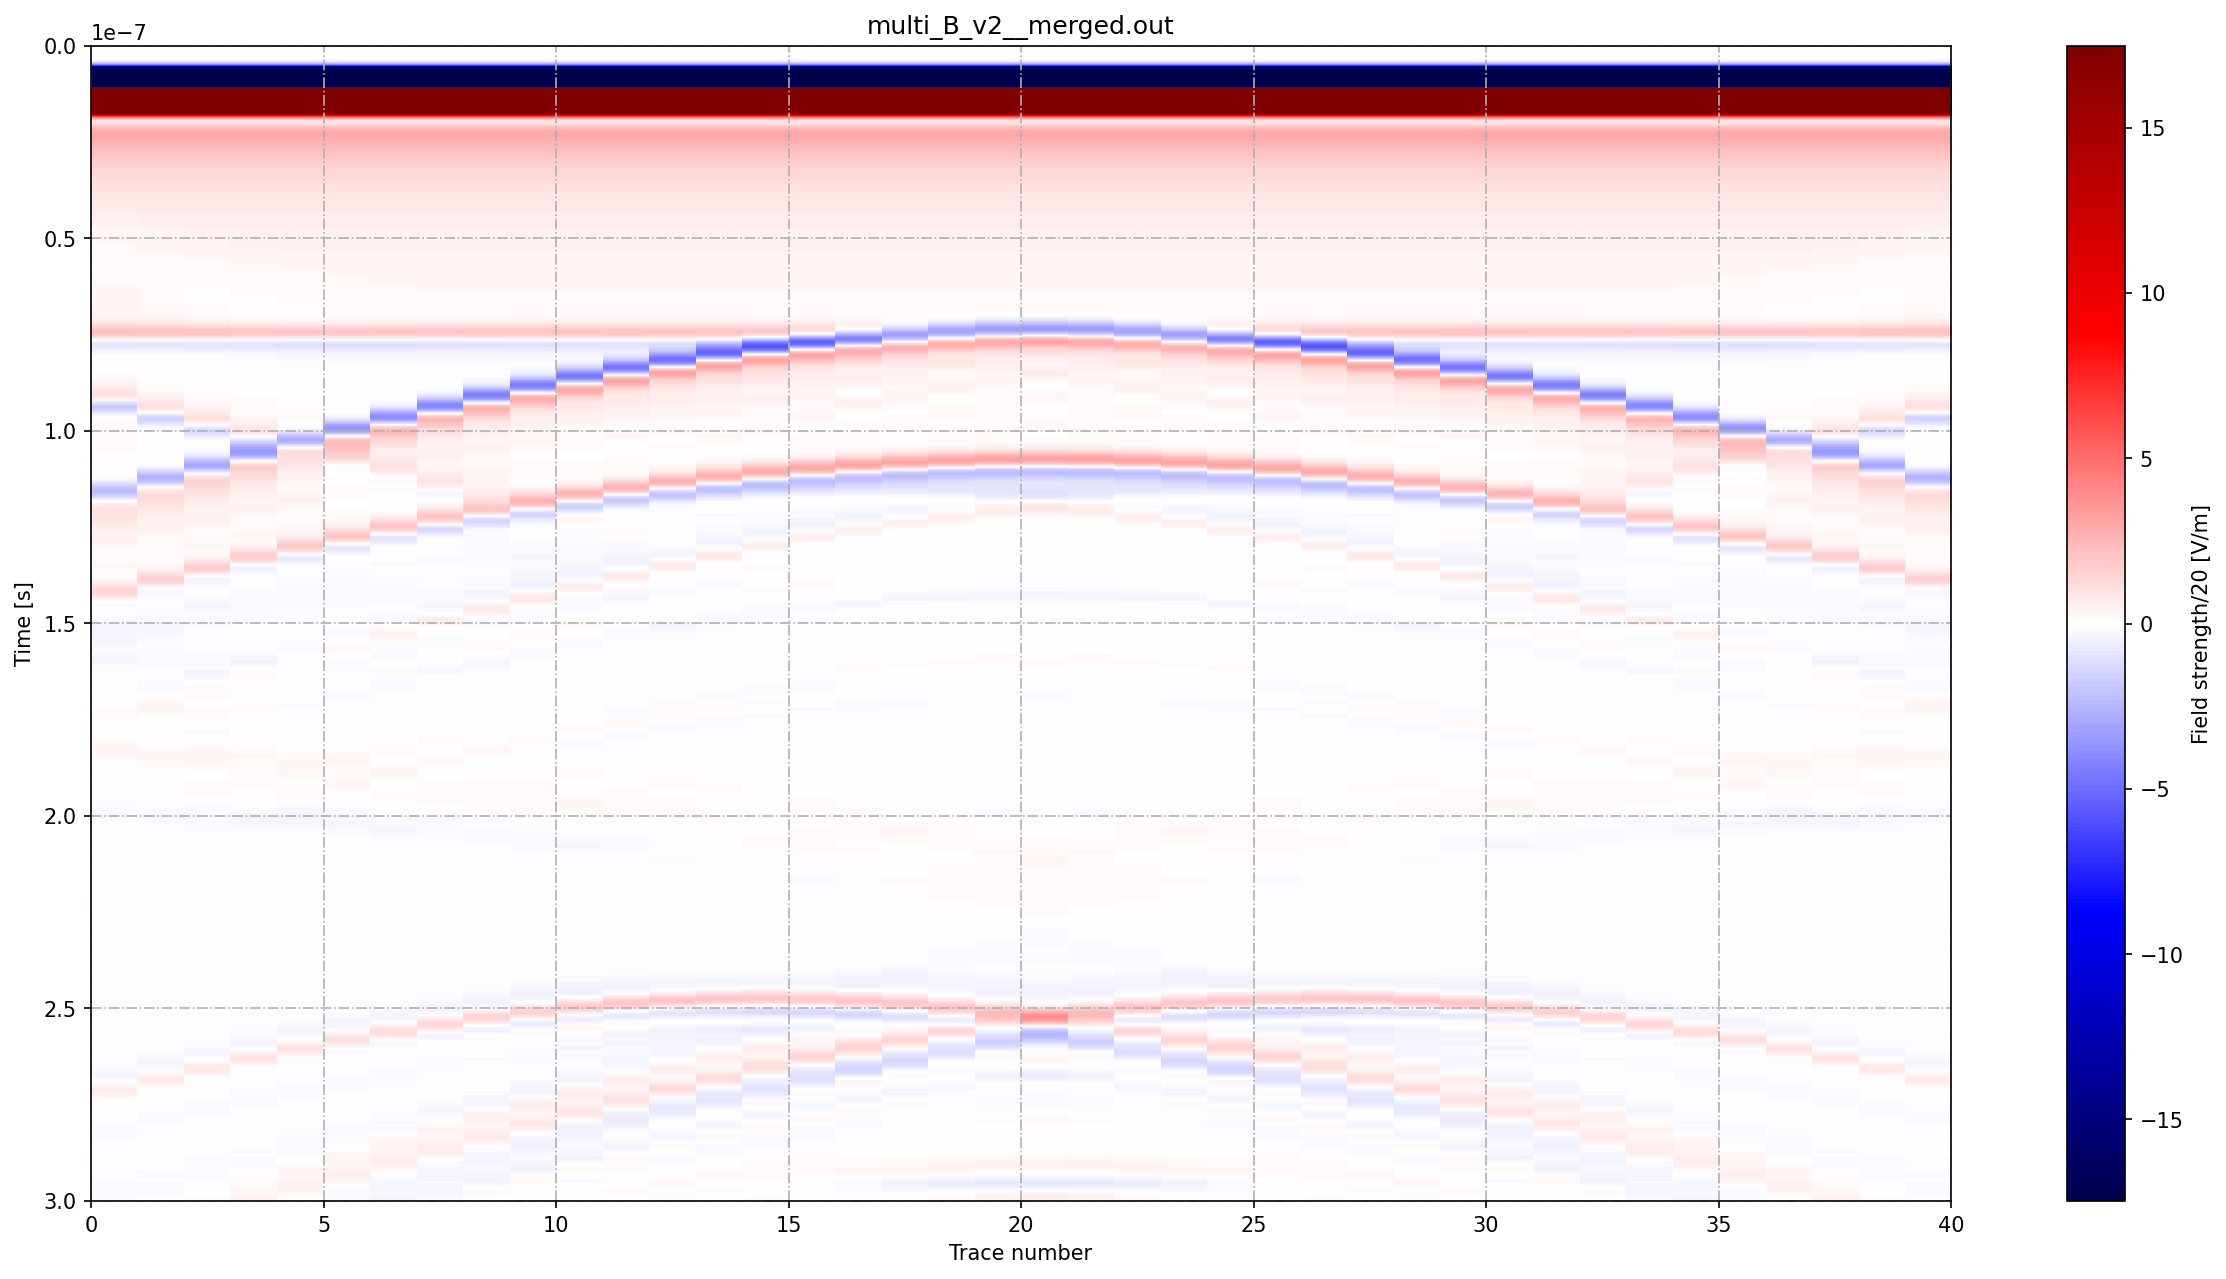 multi_B_v2__merged.out
1e−7
0.0
0.5
1.0
1.5
2.0
2.5
3.0
Time [s]
0 5 10 15 20 25 30 35 40
Trace number
15
10
5
0
−5
−10
−15
Field strength/20 [V/m]